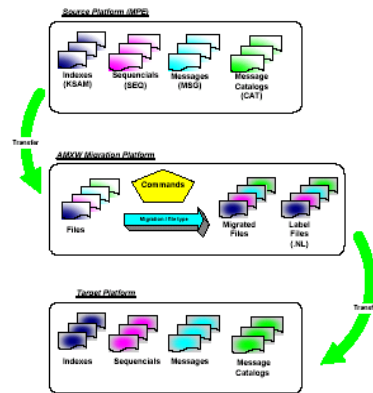 Source Platform (MPE)
Indexes
(KSAM)
Sequencials
(SEQ)
Messages
(MSG)
Message
Catalogs
(CAT)
Transfer
AMXW Migration Platform
Commands
Migration / file type
Files
Migrated
Files
Label
Files
(.NL)
Transf
Target Platform
Indexes
Sequencials
Messages
Message
Catalogs